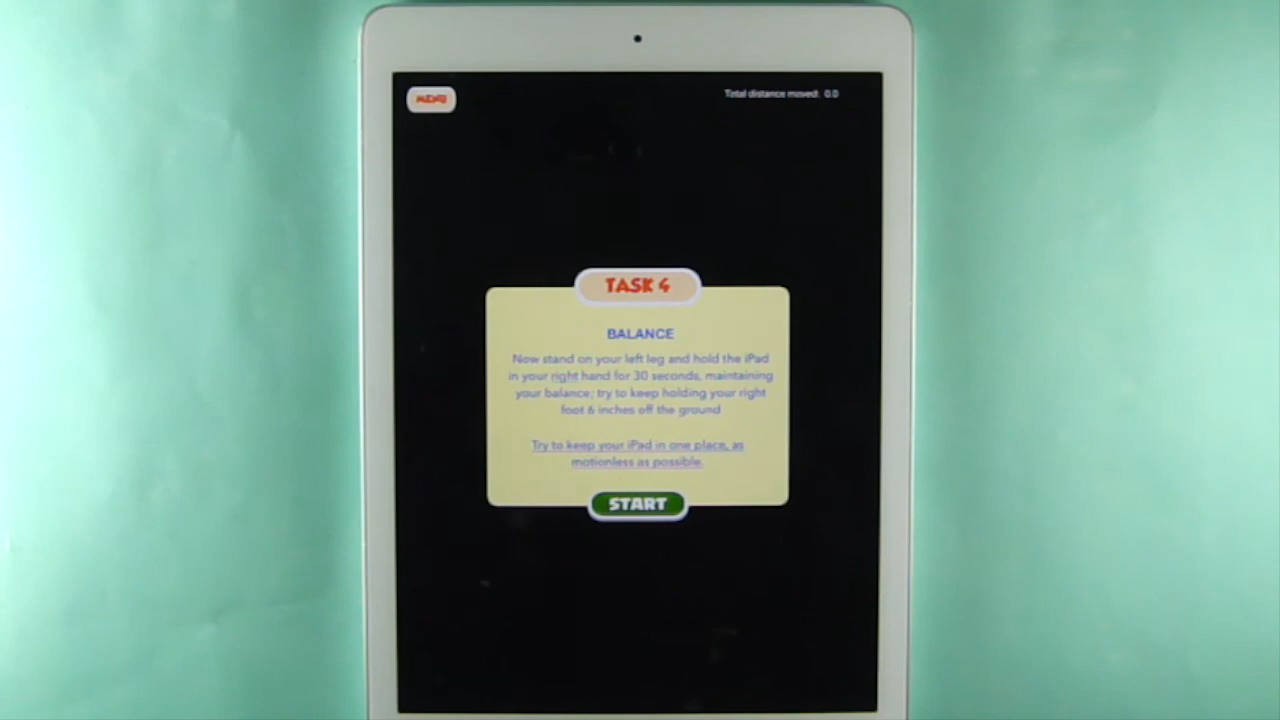 MENU
Total distance moved: 0.0
TASK 4
BALANCE
Now stand on your left leg and hold the iPad
in your right hand for 30 seconds, maintaining
your balance; try to keep holding your right
foot 6 inches off the ground
Try to keep your iPad in one place, as
motionless as possible.
START